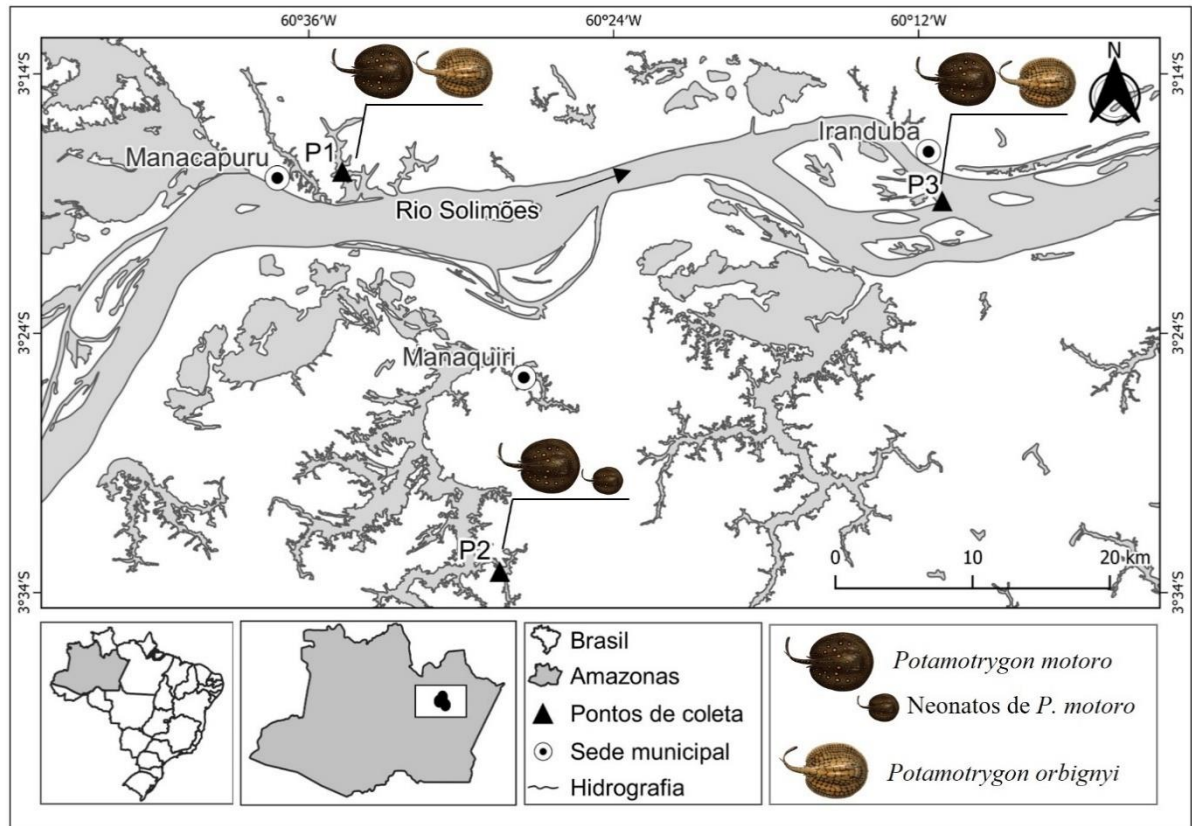 60°36'W
60°24'W
60°12'W
3°14'S
3°14'S
N
Iranduba
Manacapuru
P1
P3
Rio Solimões
3°24'S
3°24'S
Manaquiri
P2
0 10 20 km
3°34'S
3°34'S
Brasil
Amazonas
Pontos de coleta
Sede municipal
Hidrografia
Potamotrygon motoro
Neonatos de P. motoro
Potamotrygon orbignyi